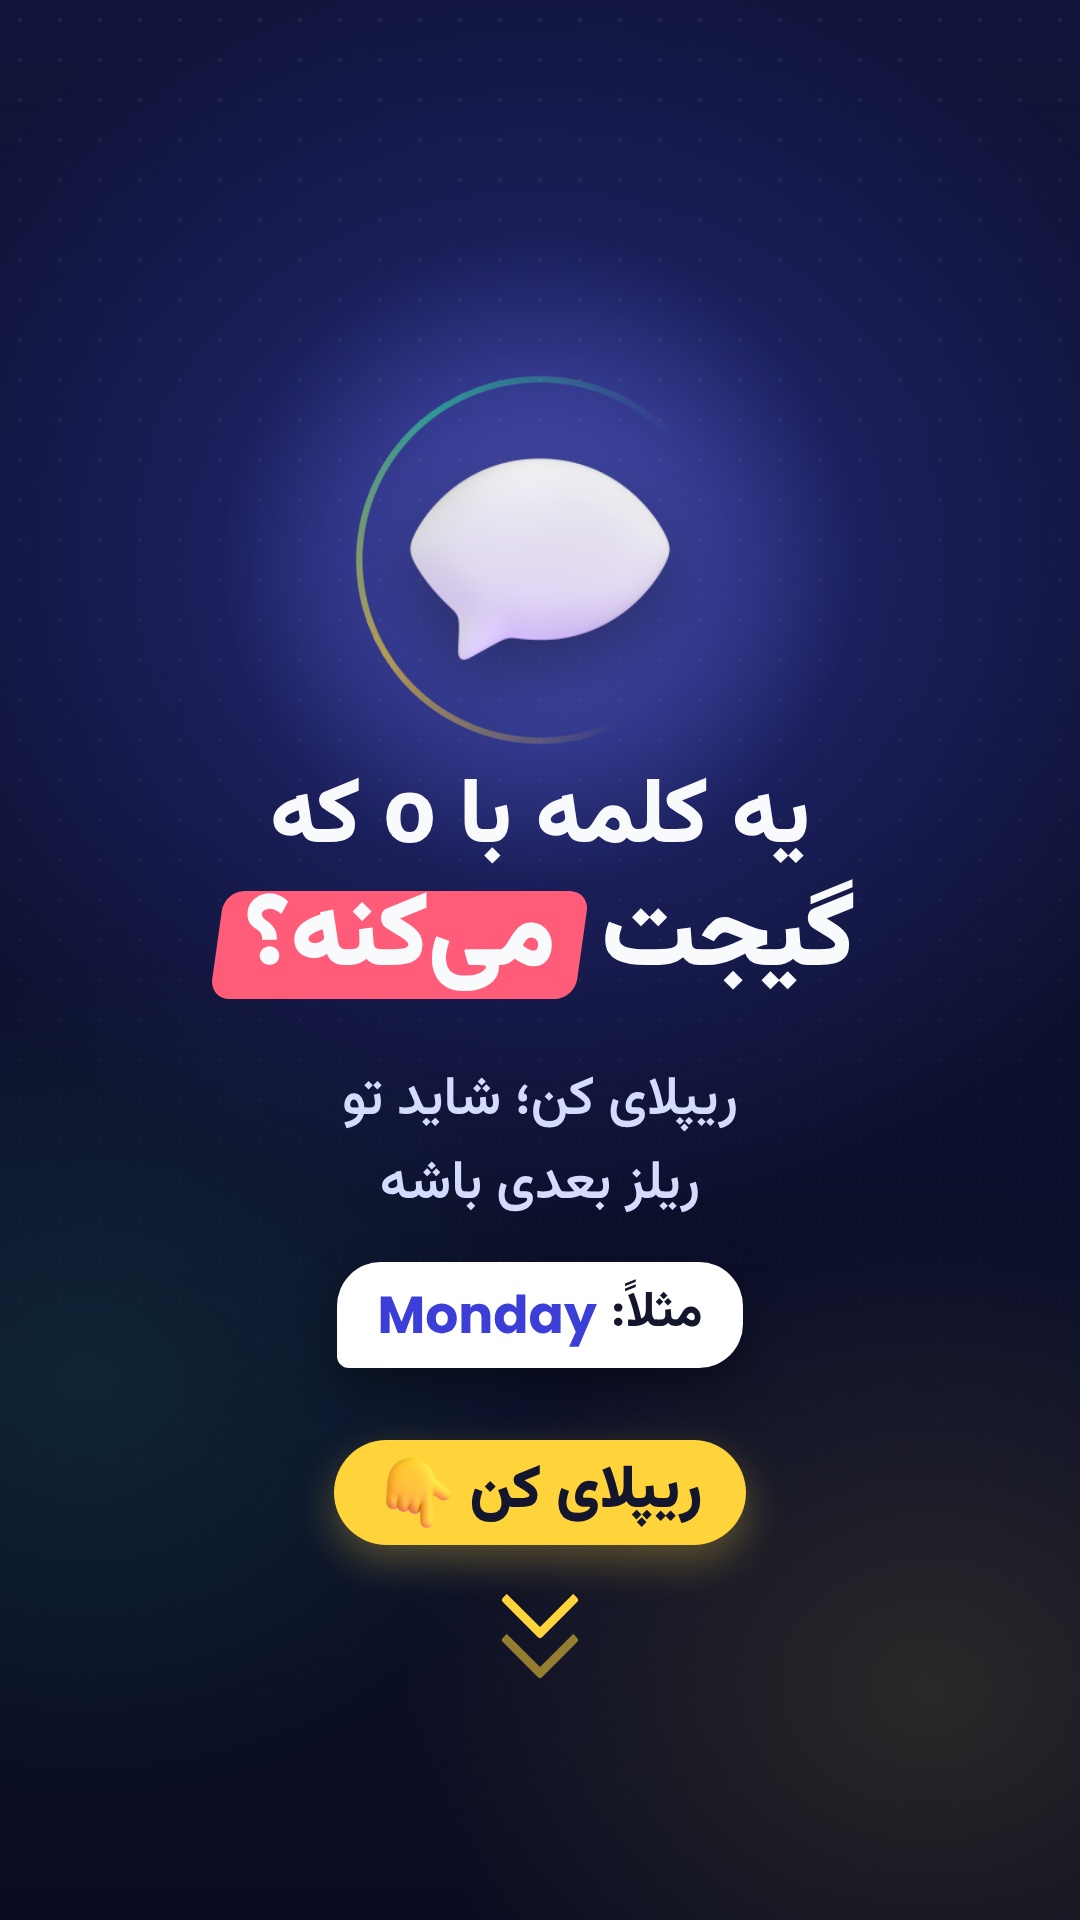 یه کلمه با o که
گیجت می‌کنه؟
ریپلای کن؛ شاید تو
ریلز بعدی باشه
مثلاً: Monday
ریپلای کن 👇